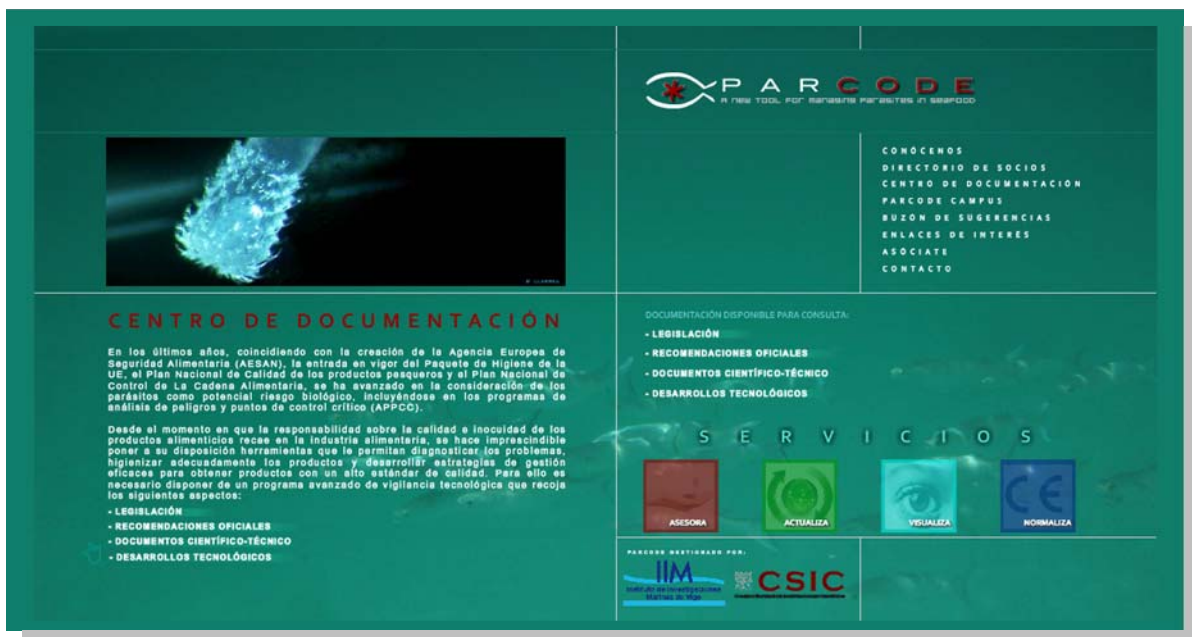 PARCODE
A new tool for managing parasites in seafood
CONÓCENOS
DIRECTORIO DE SOCIOS
CENTRO DE DOCUMENTACIÓN
PARCODE CAMPUS
BUZÓN DE SUGERENCIAS
ENLACES DE INTERÉS
ASÓCIATE
CONTACTO
CENTRO DE DOCUMENTACIÓN
En los últimos años, coincidiendo con la creación de la Agencia Europea de
Seguridad Alimentaria (AESAN), la entrada en vigor del Paquete de Higiene de la
UE, el Plan Nacional de Calidad de los productos pesqueros y al Plan Nacional de
Control de La Cadena Alimentaria, se ha avanzado en la consideración de los
parásitos como potencial riesgo biológico, incluyéndose en los programas de
análisis de peligros y puntos de control crítico (APPCC).
Desde el momento en que la responsabilidad sobre la calidad e inocuidad de los
productos alimenticios recae en la industria alimentaria, se hace imprescindible
poner a su disposición herramientas que le permitan diagnosticar los problemas,
higienizar adecuadamente los productos y desarrollar estrategias de gestión
eficaces para obtener productos con un alto estándar de calidad. Para ello es
necesario disponer de un programa avanzado de vigilancia tecnológica que recoja
los siguientes aspectos:
- LEGISLACIÓN
- RECOMENDACIONES OFICIALES
- DOCUMENTOS CIENTÍFICO-TÉCNICO
- DESARROLLOS TECNOLÓGICOS
DOCUMENTACIÓN DISPONIBLE PARA CONSULTA:
- LEGISLACIÓN
- RECOMENDACIONES OFICIALES
- DOCUMENTOS CIENTÍFICO-TÉCNICO
- DESARROLLOS TECNOLÓGICOS
SERVICIOS
ASESORA
ACTUALIZA
VISUALIZA
CE
NORMALIZA
PARCODE GESTIONADO POR:
IIM
Instituto de Investigaciones
Marinas de Vigo
CSIC